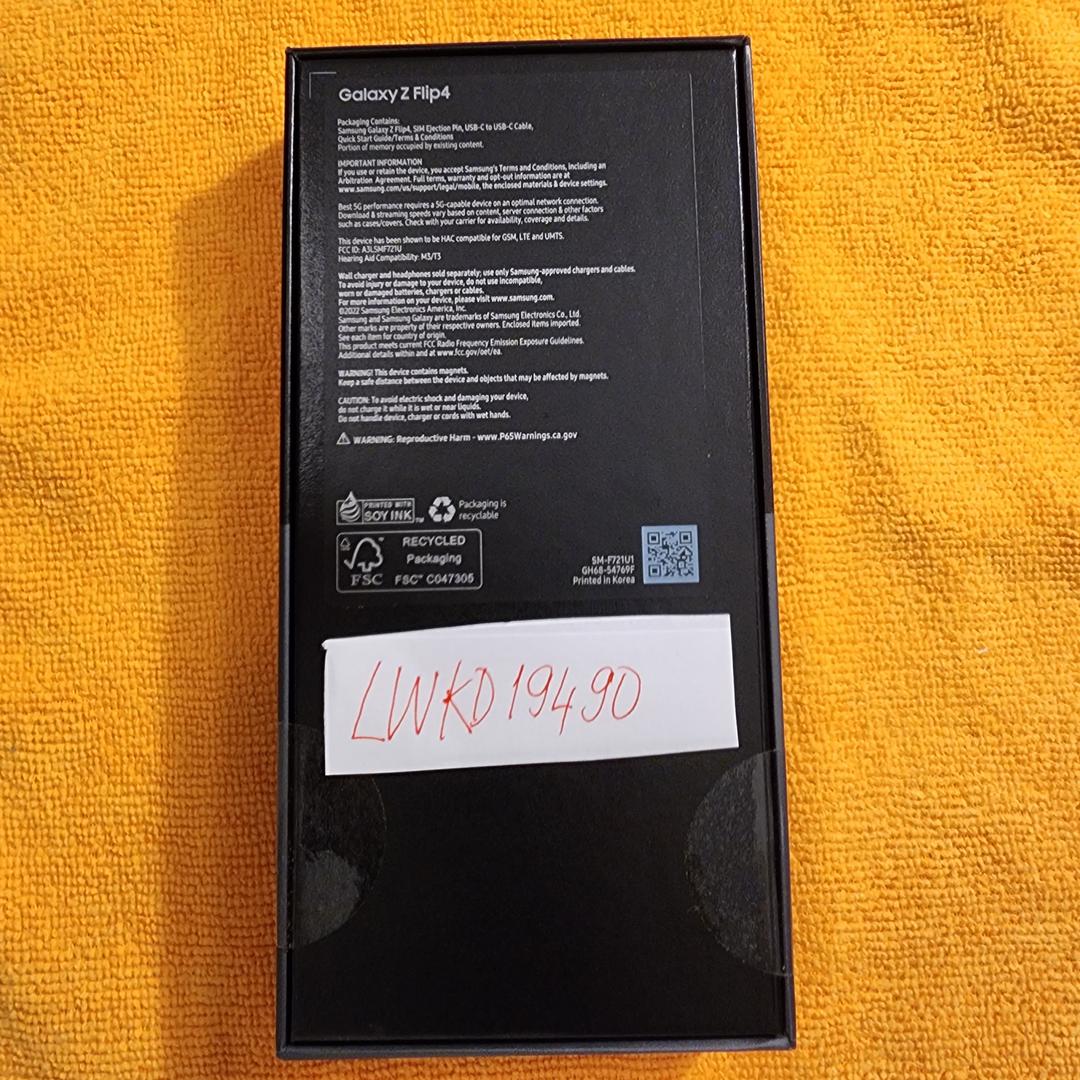 Galaxy Z Flip4
Packaging Contains:
Samsung Galaxy Z Flip4, SIM Ejection Pin, USB-C to USB-C Cable,
Quick Start Guide/Terms & Conditions
Portion of memory occupied by existing content.
IMPORTANT INFORMATION
If you use or retain the device, you accept Samsung's Terms and Conditions, including an
Arbitration Agreement. Full terms, warranty and opt-out information are at
www.samsung.com/us/support/legal/mobile, the enclosed materials & device settings.
Best 5G performance requires a 5G-capable device on an optimal network connection.
Download & streaming speeds vary based on content, server connection & other factors
such as cases/covers. Check with your carrier for availability, coverage and details.
This device has been shown to be HAC compatible for GSM, LTE and UMTS.
FCC ID: A3LSMF721U
Hearing Aid Compatibility: M3/T3
Wall charger and headphones sold separately; use only Samsung-approved chargers and cables.
To avoid injury or damage to your device, do not use incompatible,
worn or damaged batteries, chargers or cables.
For more information on your device, please visit www.samsung.com.
©2022 Samsung Electronics America, Inc.
Samsung and Samsung Galaxy are trademarks of Samsung Electronics Co., Ltd.
Other marks are property of their respective owners. Enclosed items imported.
See each item for country of origin.
This product meets current FCC Radio Frequency Emission Exposure Guidelines.
Additional details within and at www.fcc.gov/oet/ea.
WARNING! This device contains magnets.
Keep a safe distance between the device and objects that may be affected by magnets.
CAUTION: To avoid electric shock and damaging your device,
do not charge it while it is wet or near liquids.
Do not handle device, charger or cords with wet hands.
WARNING: Reproductive Harm - www.P65Warnings.ca.gov
PRINTED WITH
SOY INK™
Packaging is
recyclable
RECYCLED
Packaging
FSC
FSC™ C047305
SM-F721U1
GH68-54769F
Printed in Korea
LWKD19490